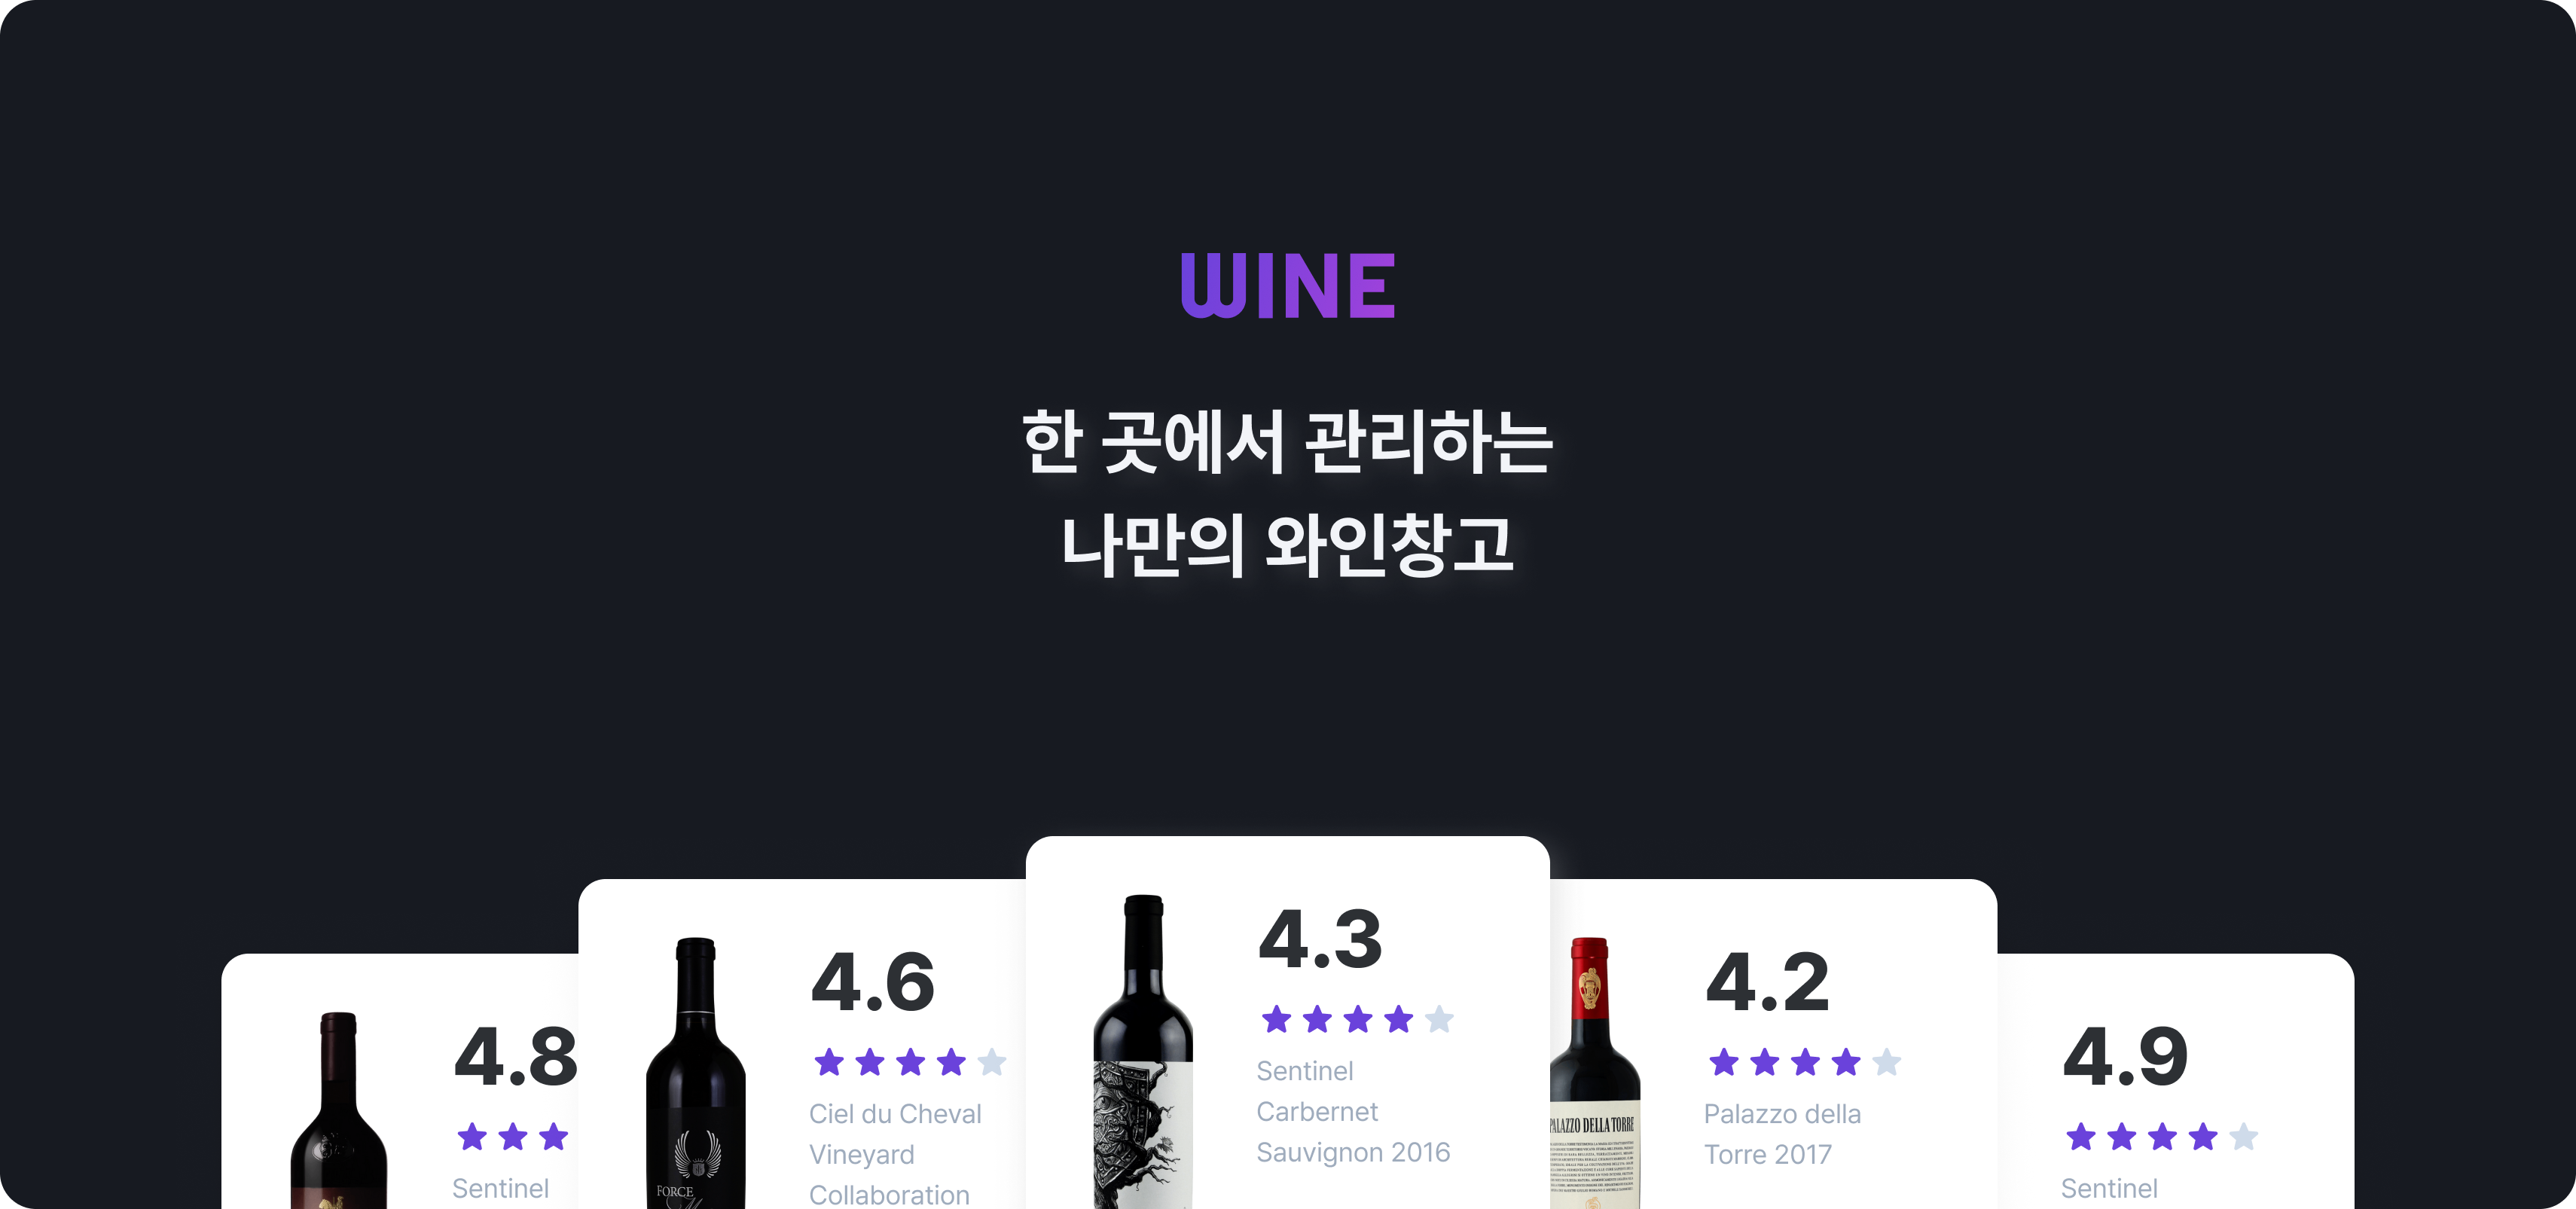 WINE
한 곳에서 관리하는
나만의 와인창고
4.8
Sentinel
4.6
Ciel du Cheval
Vineyard
Collaboration
FORCE
4.3
Sentinel
Carbernet
Sauvignon 2016
4.2
Palazzo della
Torre 2017
PALAZZO DELLA TORRE
4.9
Sentinel